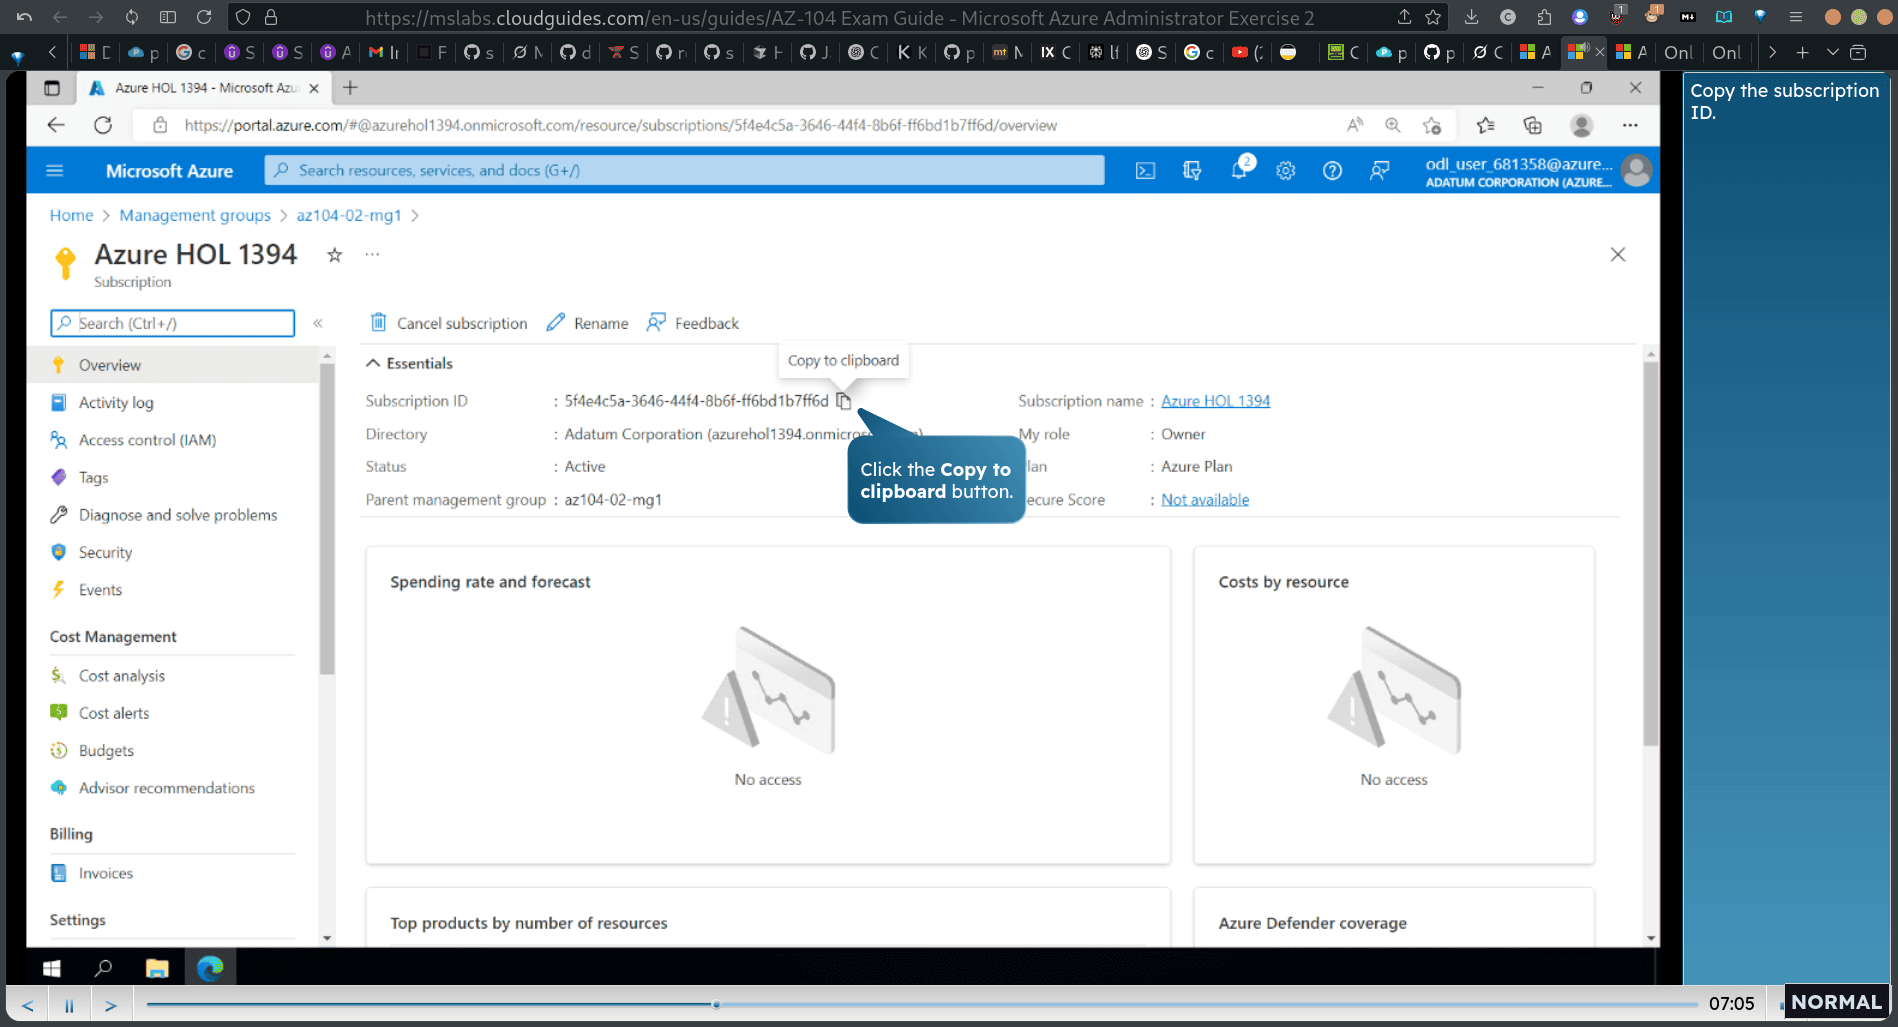 https://mslabs.cloudguides.com/en-us/guides/AZ-104 Exam Guide - Microsoft Azure Administrator Exercise 2
Azure HOL 1394 - Microsoft Azu
https://portal.azure.com/#@azurehol1394.onmicrosoft.com/resource/subscriptions/5f4e4c5a-3646-44f4-8b6f-ff6bd1b7ff6d/overview
Microsoft Azure
Search resources, services, and docs (G+/)
2
odl_user_681358@azure...
ADATUM CORPORATION (AZURE...
Home > Management groups > az104-02-mg1 >
Azure HOL 1394
Subscription
Search (Ctrl+/)
Overview
Activity log
Access control (IAM)
Tags
Diagnose and solve problems
Security
Events
Cost Management
Cost analysis
Cost alerts
Budgets
Advisor recommendations
Billing
Invoices
Settings
Cancel subscription
Rename
Feedback
Essentials
Copy to clipboard
Subscription ID : 5f4e4c5a-3646-44f4-8b6f-ff6bd1b7ff6d
Directory : Adatum Corporation (azurehol1394.onmicros
Status : Active
Parent management group : az104-02-mg1
Subscription name : Azure HOL 1394
My role : Owner
lan : Azure Plan
ecure Score : Not available
Click the Copy to
clipboard button.
Spending rate and forecast
No access
Costs by resource
No access
Top products by number of resources
Azure Defender coverage
Copy the subscription
ID.
07:05
NORMAL